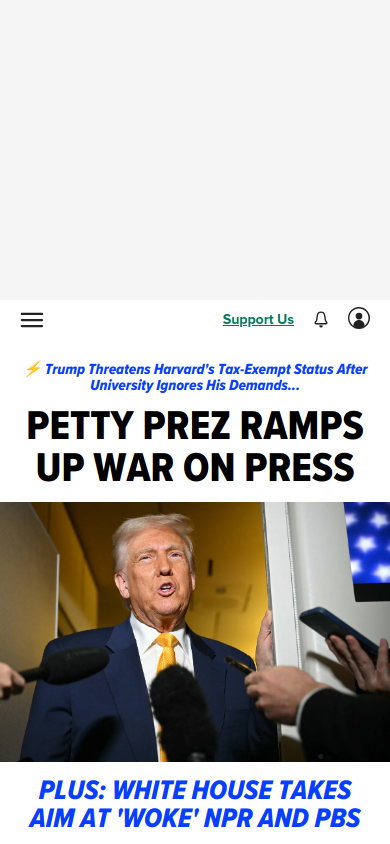 Support Us
⚡ Trump Threatens Harvard's Tax-Exempt Status After
University Ignores His Demands...
PETTY PREZ RAMPS
UP WAR ON PRESS
PLUS: WHITE HOUSE TAKES
AIM AT 'WOKE' NPR AND PBS